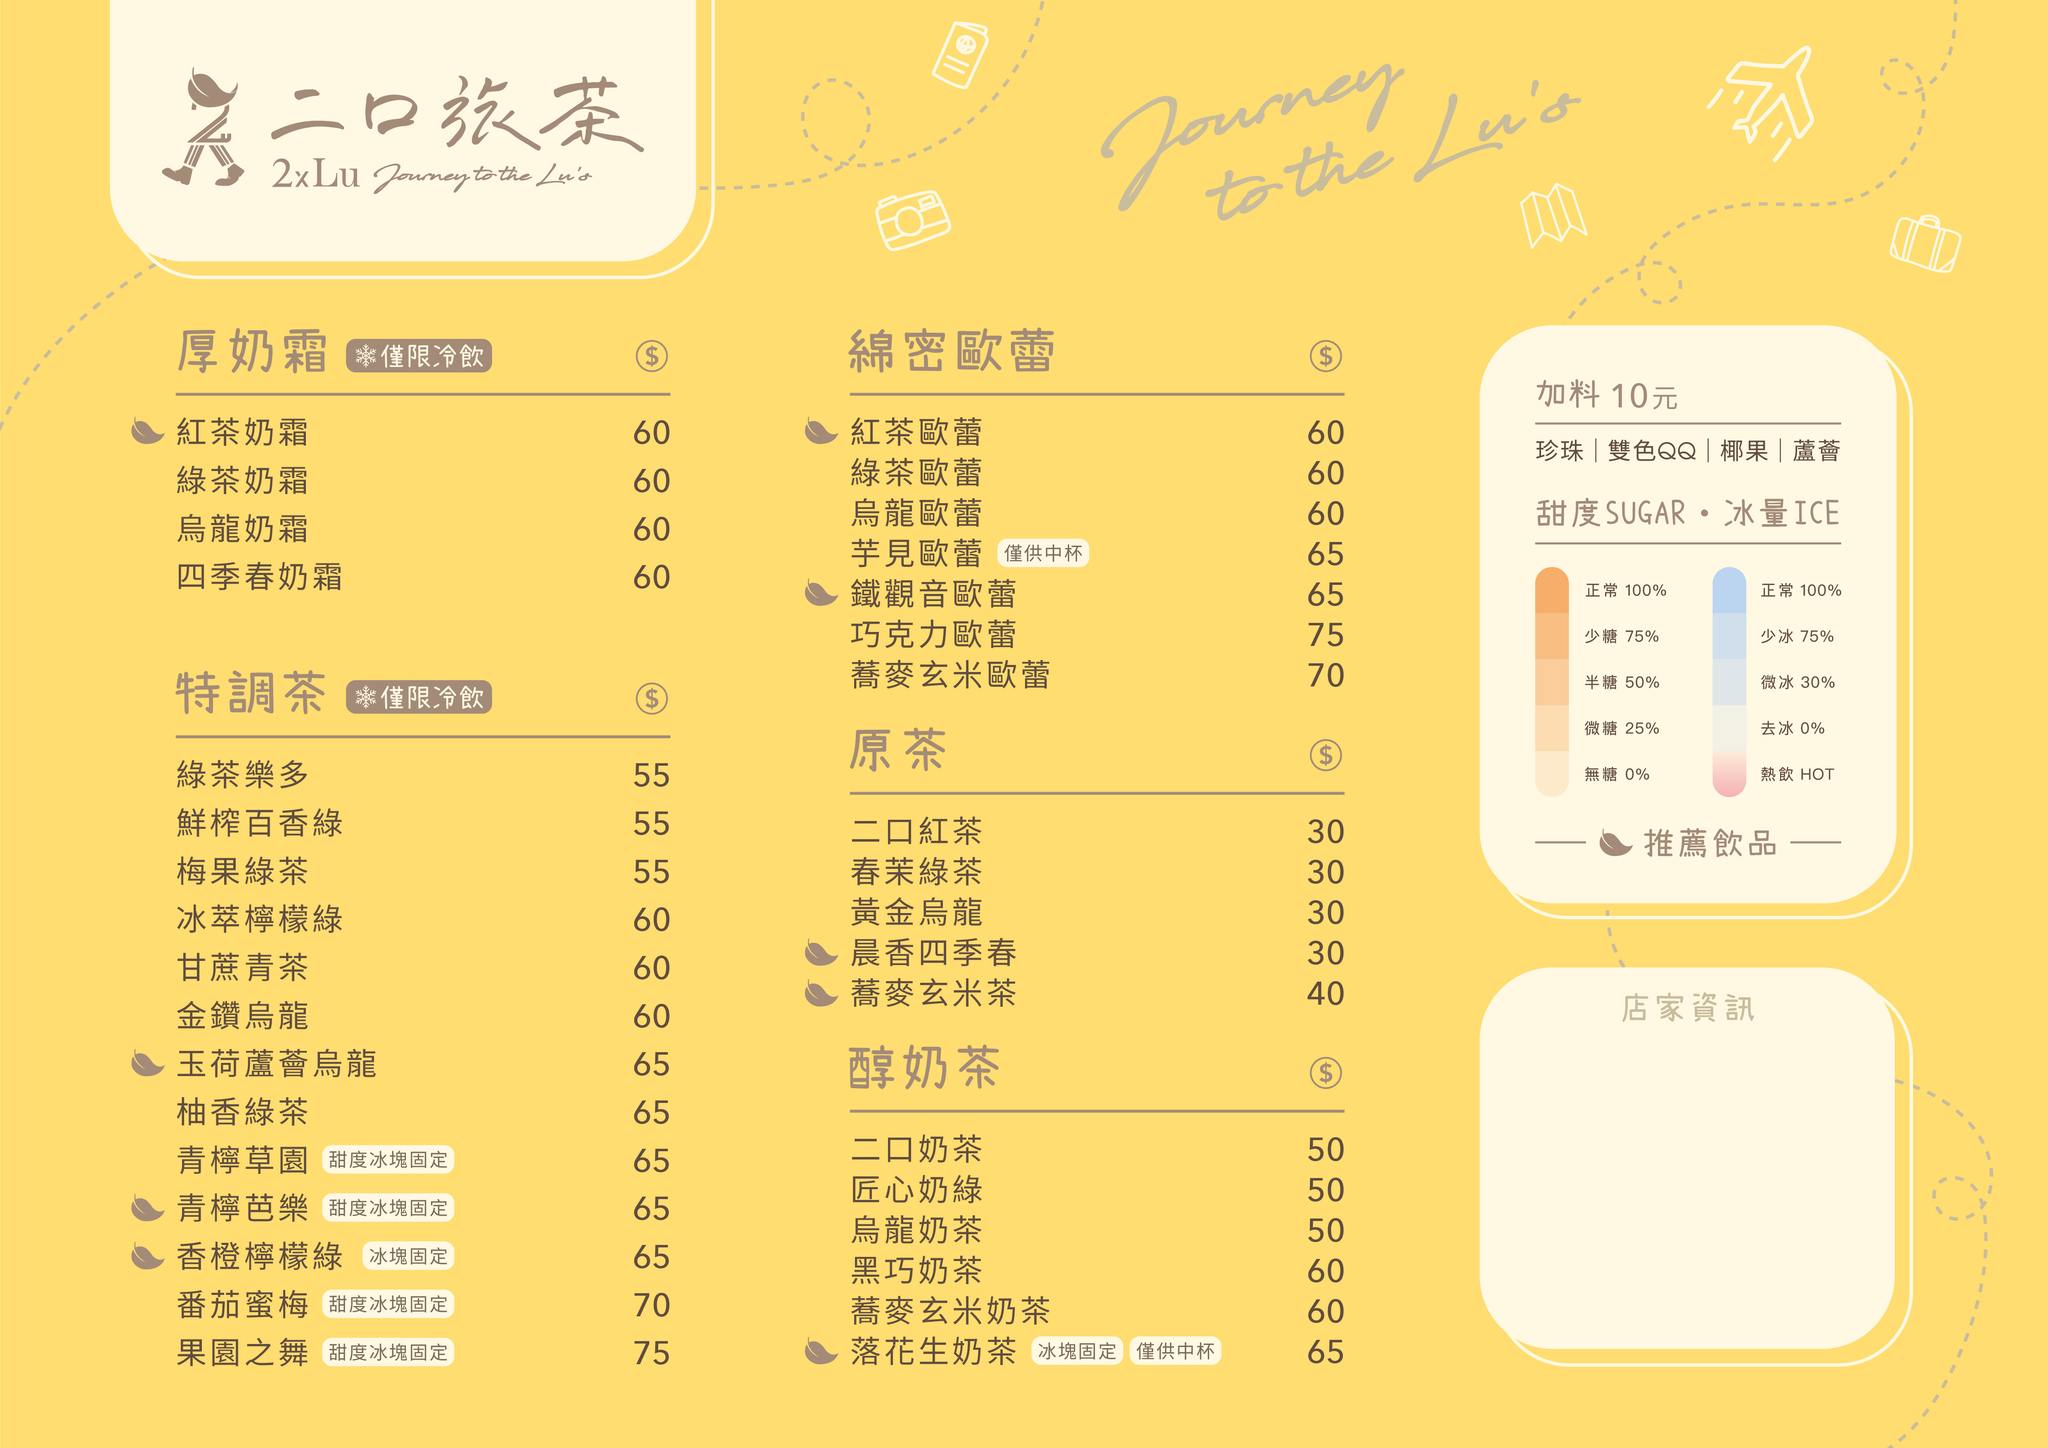 二口旅茶
2xLu Journey to the Lu's
Journey
to the Lu's
厚奶霜 僅限冷飲 $
紅茶奶霜 60
綠茶奶霜 60
烏龍奶霜 60
四季春奶霜 60
特調茶 僅限冷飲 $
綠茶樂多 55
鮮榨百香綠 55
梅果綠茶 55
冰萃檸檬綠 60
甘蔗青茶 60
金鑽烏龍 60
玉荷蘆薈烏龍 65
柚香綠茶 65
青檸草園 甜度冰塊固定 65
青檸芭樂 甜度冰塊固定 65
香橙檸檬綠 冰塊固定 65
番茄蜜梅 甜度冰塊固定 70
果園之舞 甜度冰塊固定 75
綿密歐蕾 $
紅茶歐蕾 60
綠茶歐蕾 60
烏龍歐蕾 60
芋見歐蕾 僅供中杯 65
鐵觀音歐蕾 65
巧克力歐蕾 75
蕎麥玄米歐蕾 70
原茶 $
二口紅茶 30
春茉綠茶 30
黃金烏龍 30
晨香四季春 30
蕎麥玄米茶 40
醇奶茶 $
二口奶茶 50
匠心奶綠 50
烏龍奶茶 50
黑巧奶茶 60
蕎麥玄米奶茶 60
落花生奶茶 冰塊固定 僅供中杯 65
加料 10元
珍珠｜雙色QQ｜椰果｜蘆薈
甜度SUGAR・冰量ICE
正常 100% 正常 100%
少糖 75% 少冰 75%
半糖 50% 微冰 30%
微糖 25% 去冰 0%
無糖 0% 熱飲 HOT
推薦飲品
店家資訊